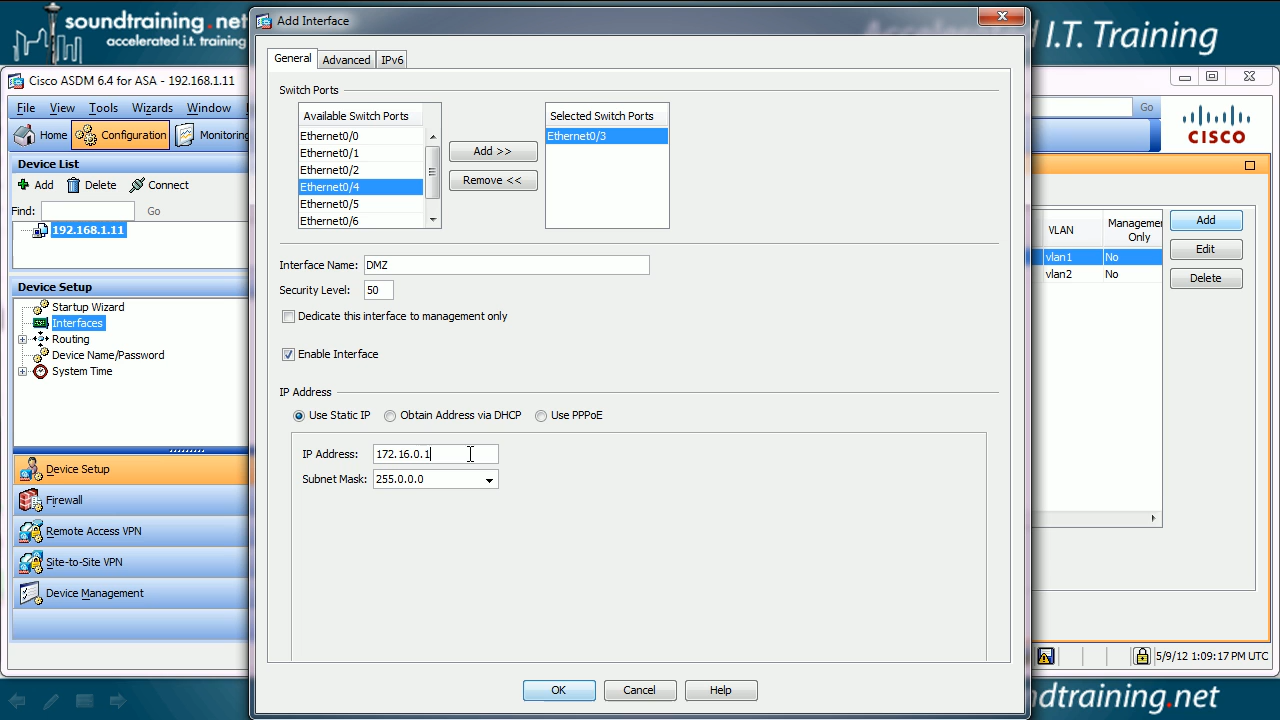 soundtraining.net
accelerated i.t. training
Accelerated I.T. Training
Cisco ASDM 6.4 for ASA - 192.168.1.11
File View Tools Wizards Window
Home Configuration Monitoring
Go
CISCO
Device List
Add Delete Connect
Find: Go
192.168.1.11
Device Setup
Startup Wizard
Interfaces
Routing
Device Name/Password
System Time
Device Setup
Firewall
Remote Access VPN
Site-to-Site VPN
Device Management
Add Interface
General Advanced IPv6
Switch Ports
Available Switch Ports
Ethernet0/0
Ethernet0/1
Ethernet0/2
Ethernet0/4
Ethernet0/5
Ethernet0/6
Add >>
Remove <<
Selected Switch Ports
Ethernet0/3
Interface Name: DMZ
Security Level: 50
Dedicate this interface to management only
Enable Interface
IP Address
Use Static IP Obtain Address via DHCP Use PPPoE
IP Address: 172.16.0.1
Subnet Mask: 255.0.0.0
OK Cancel Help
VLAN Management Only
vlan1 No
vlan2 No
Add
Edit
Delete
5/9/12 1:09:17 PM UTC
soundtraining.net